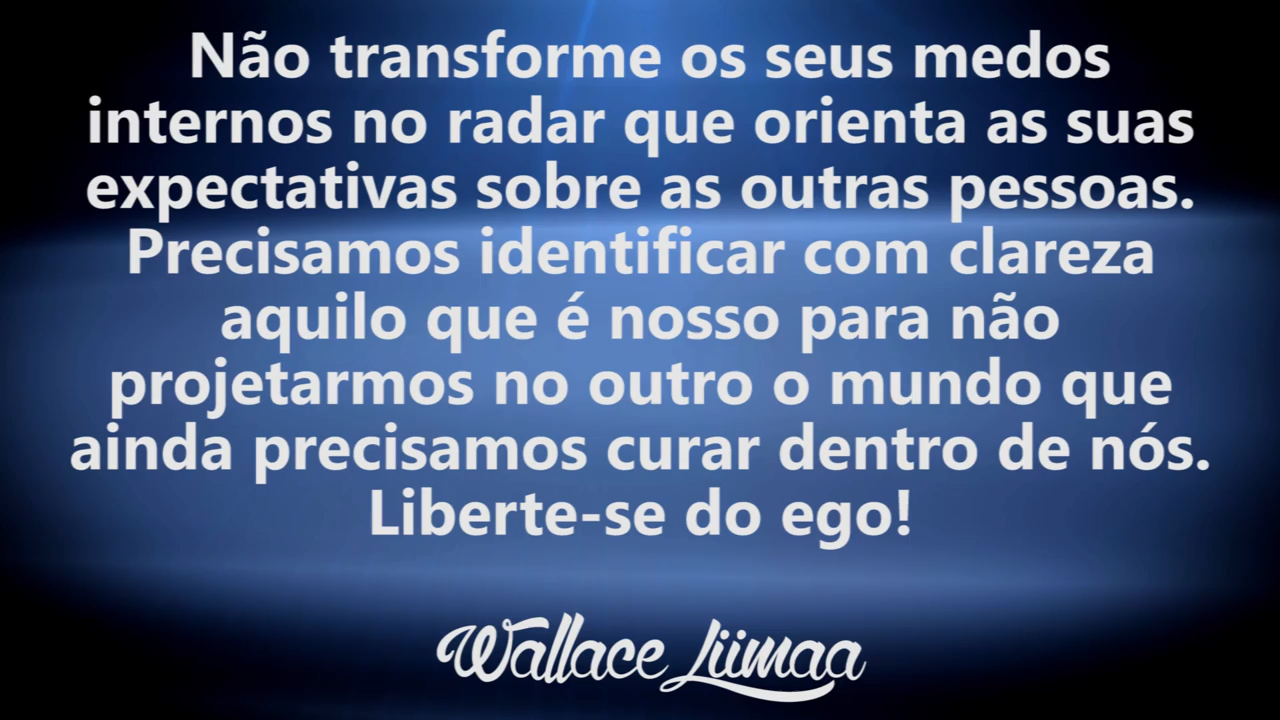 Não transforme os seus medos
internos no radar que orienta as suas
expectativas sobre as outras pessoas.
Precisamos identificar com clareza
aquilo que é nosso para não
projetarmos no outro o mundo que
ainda precisamos curar dentro de nós.
Liberte-se do ego!
Wallace Liimaa